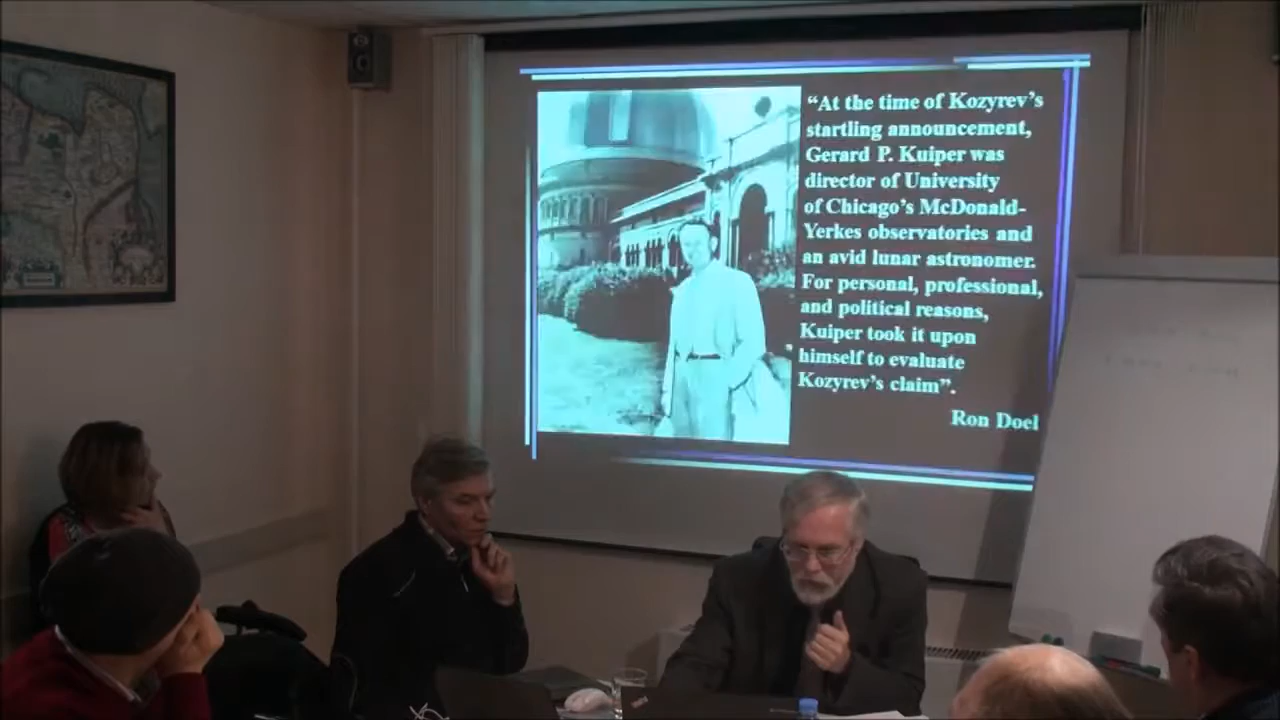 “At the time of Kozyrev’s
startling announcement,
Gerard P. Kuiper was
director of University
of Chicago’s McDonald-
Yerkes observatories and
an avid lunar astronomer.
For personal, professional,
and political reasons,
Kuiper took it upon
himself to evaluate
Kozyrev’s claim”.
Ron Doel